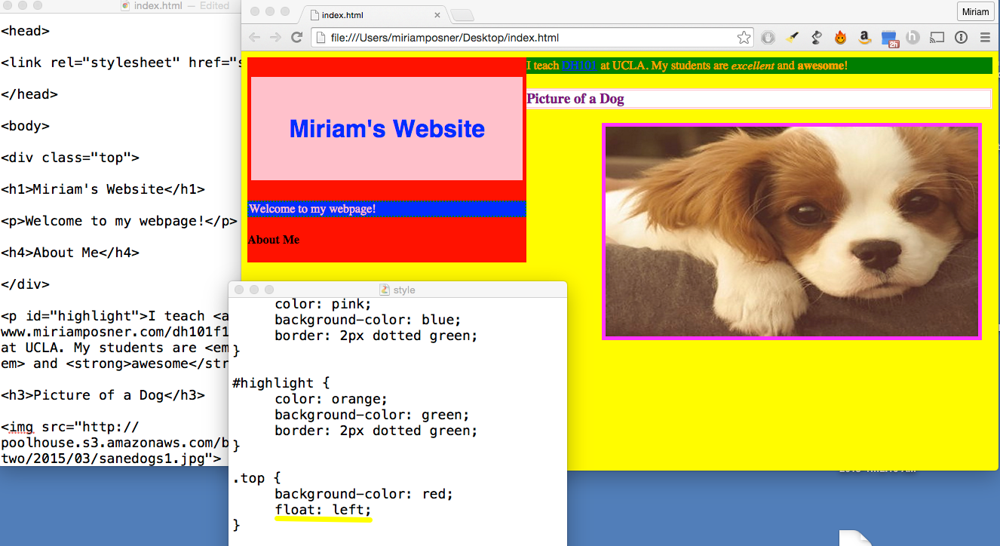 index.html — Edited
<head>
<link rel="stylesheet" href="s
</head>
<body>
<div class="top">
<h1>Miriam's Website</h1>
<p>Welcome to my webpage!</p>
<h4>About Me</h4>
</div>
<p id="highlight">I teach <a
www.miriamposner.com/dh101f1
at UCLA. My students are <em
em> and <strong>awesome</str
<h3>Picture of a Dog</h3>
<img src="http://
poolhouse.s3.amazonaws.com/b
two/2015/03/sanedogs1.jpg">
index.html
Miriam
file:///Users/miriamposner/Desktop/index.html
2h
h
Miriam's Website
Welcome to my webpage!
About Me
I teach DH101 at UCLA. My students are excellent and awesome!
Picture of a Dog
style
color: pink;
background-color: blue;
border: 2px dotted green;
}
#highlight {
color: orange;
background-color: green;
border: 2px dotted green;
}
.top {
background-color: red;
float: left;
}